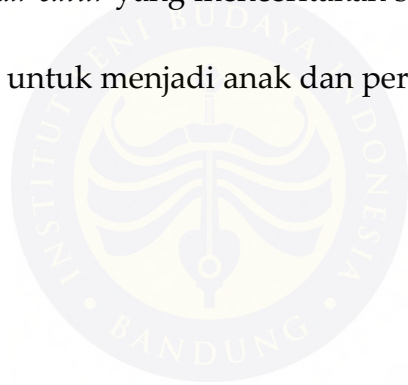 yang menceritakan s
untuk menjadi anak dan per
INSTITUT SENI BUDAYA INDONESIA
BANDUNG